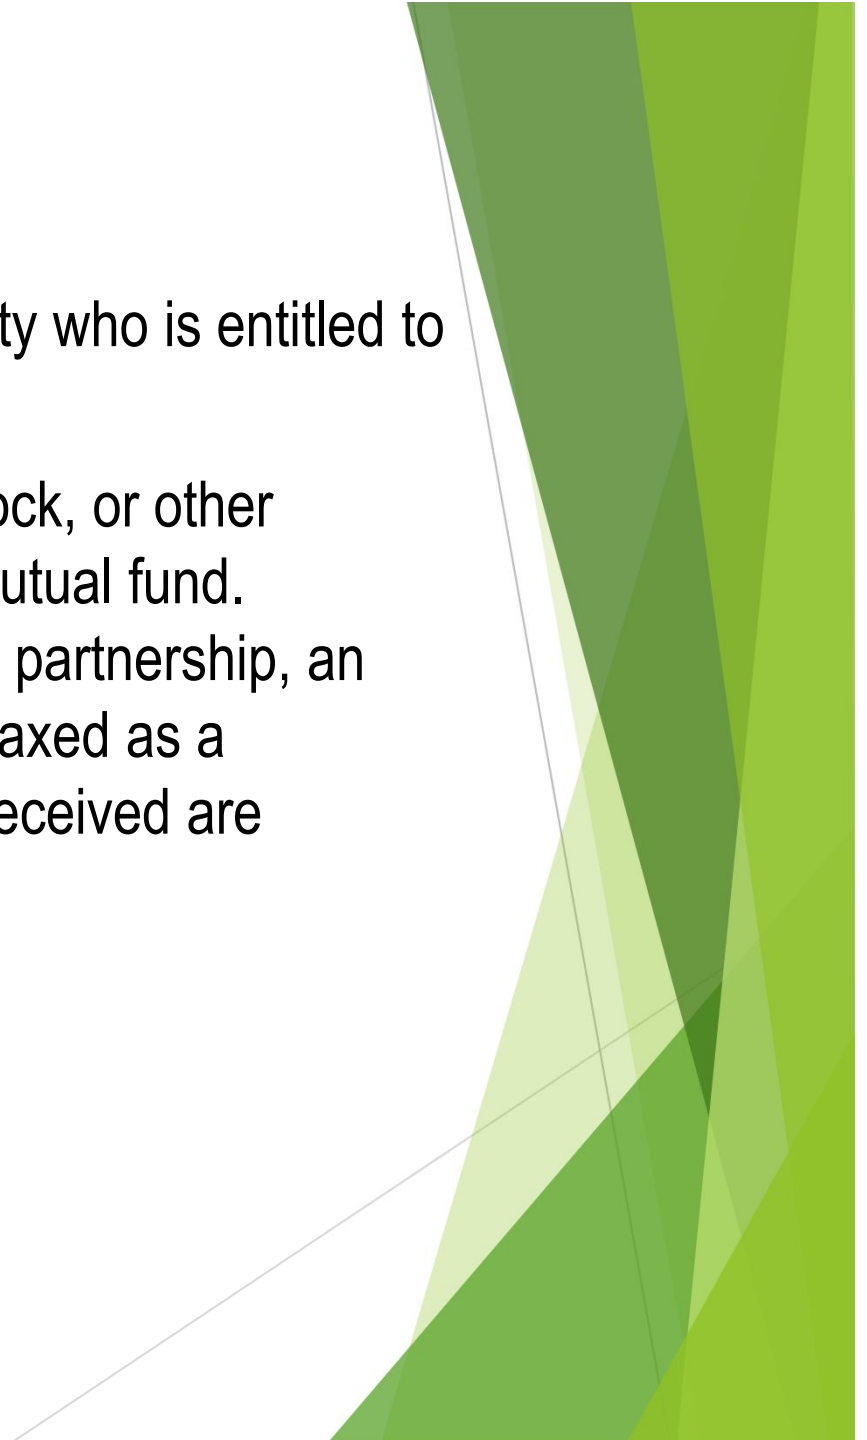 ty who is entitled to
ock, or other
utual fund.
partnership, an
axed as a
eceived are